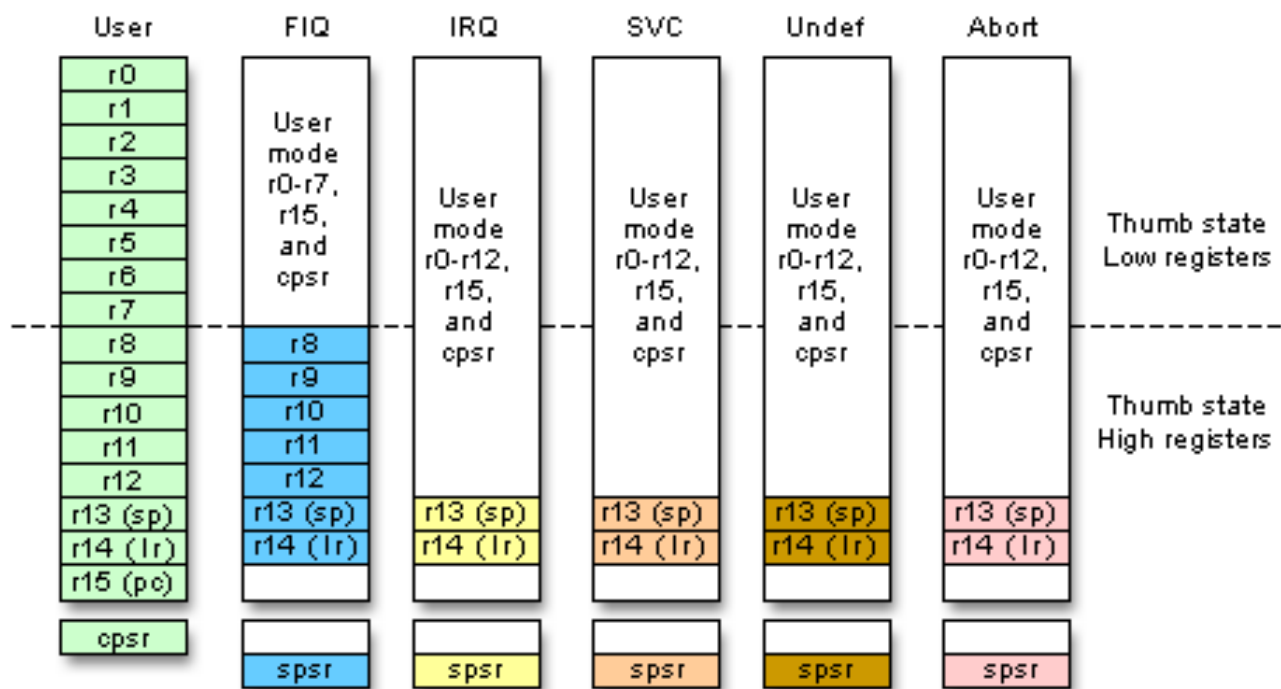 User
FIQ
IRQ
SVC
Undef
Abort
r0
r1
r2
r3
r4
r5
r6
r7
r8
r9
r10
r11
r12
r13 (sp)
r14 (lr)
r15 (pc)
cpsr
User
mode
r0-r7,
r15,
and
cpsr
r8
r9
r10
r11
r12
r13 (sp)
r14 (lr)
spsr
User
mode
r0-r12,
r15,
and
cpsr
r13 (sp)
r14 (lr)
spsr
User
mode
r0-r12,
r15,
and
cpsr
r13 (sp)
r14 (lr)
spsr
User
mode
r0-r12,
r15,
and
cpsr
r13 (sp)
r14 (lr)
spsr
User
mode
r0-r12,
r15,
and
cpsr
r13 (sp)
r14 (lr)
spsr
Thumb state
Low registers
Thumb state
High registers